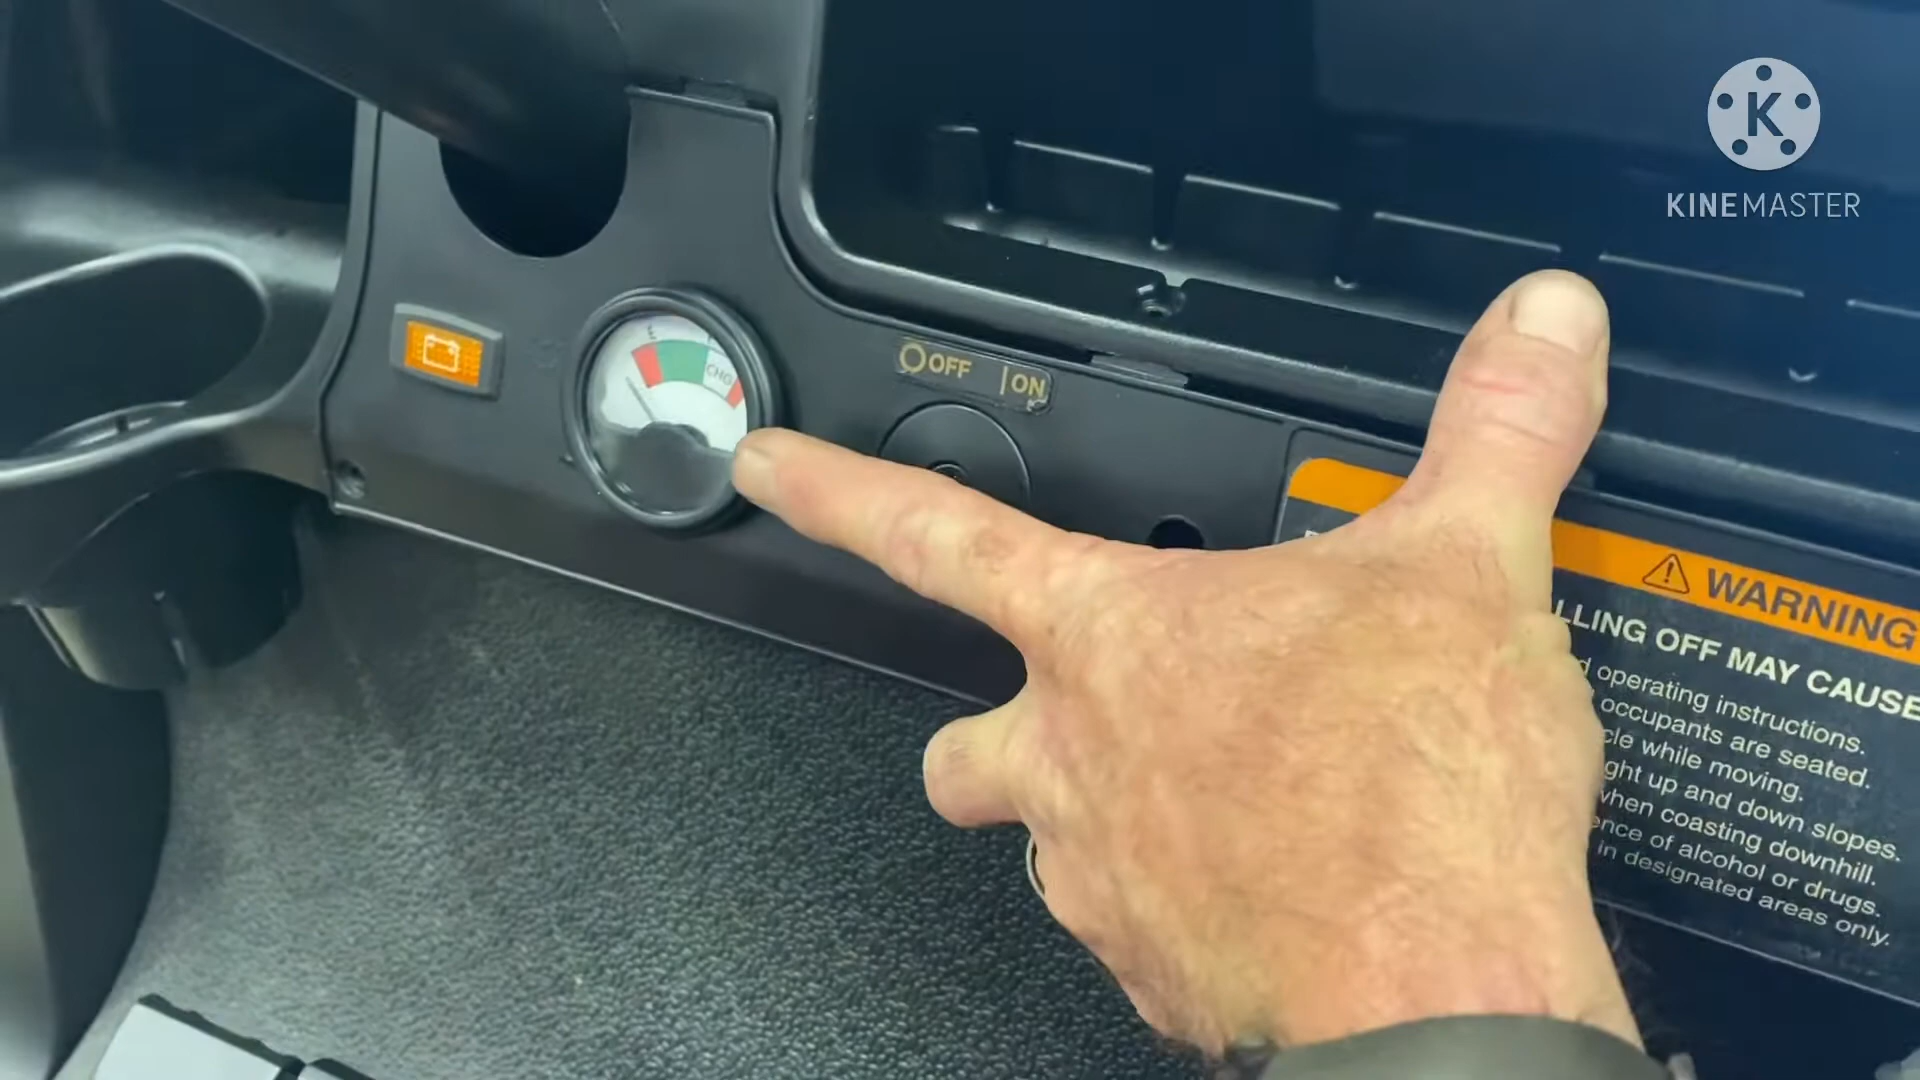 K
KINEMASTER
CHG
OFF | ON
WARNING
LLING OFF MAY CAUSE
operating instructions.
occupants are seated.
cle while moving.
ght up and down slopes.
when coasting downhill.
ence of alcohol or drugs.
in designated areas only.